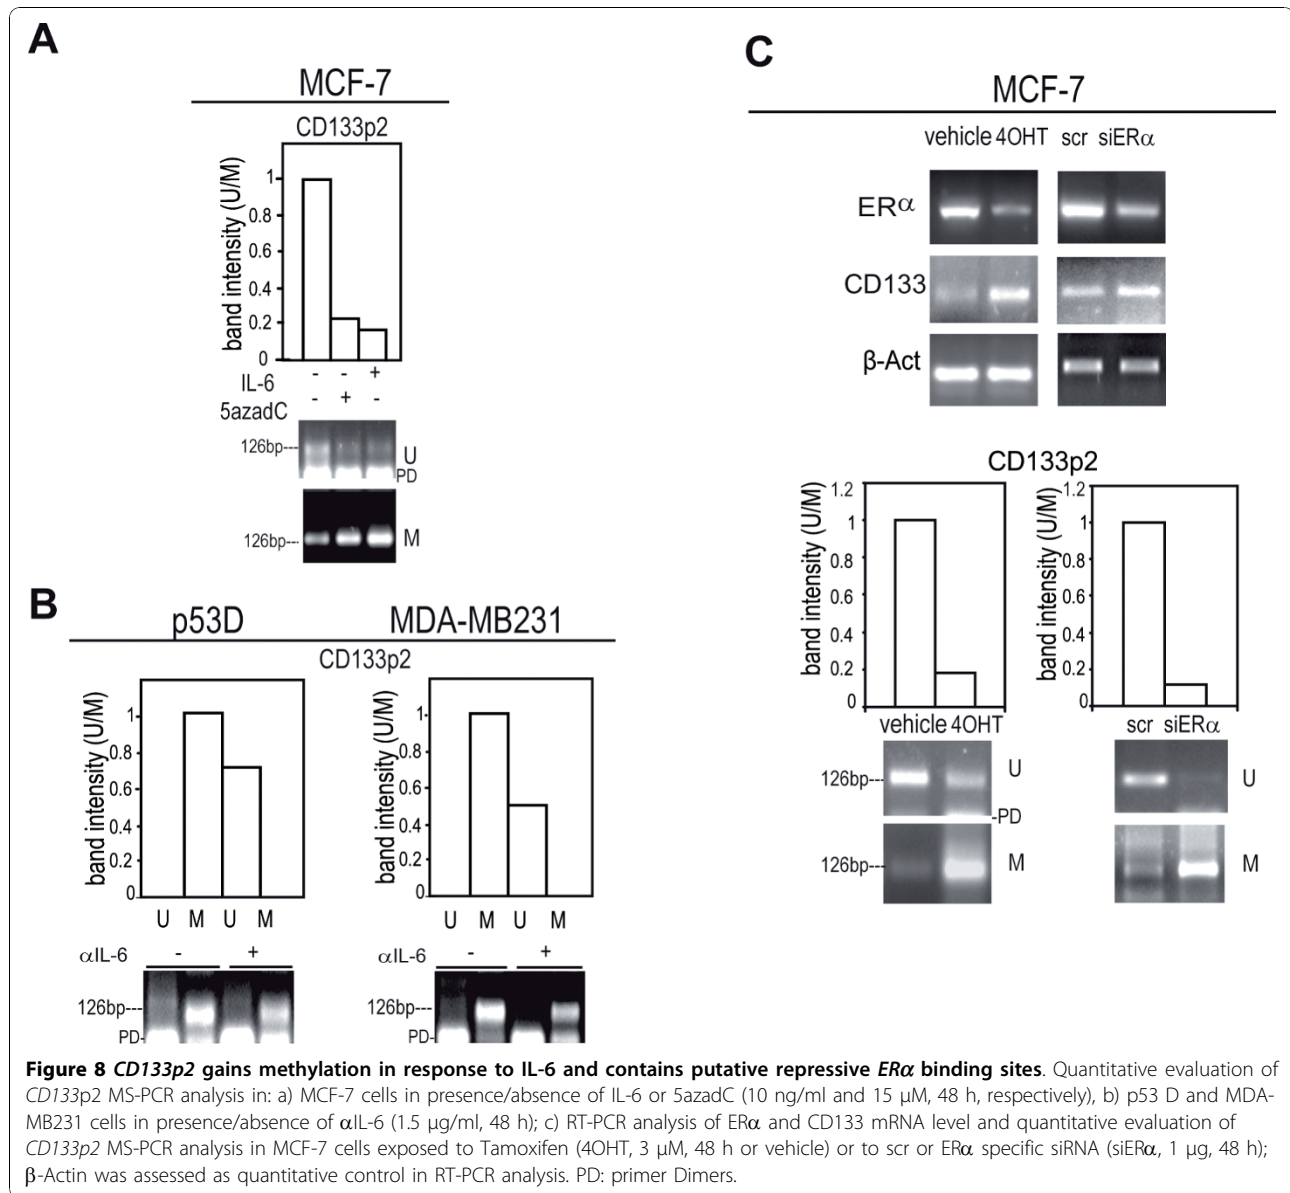 A
MCF-7
CD133p2
band intensity (U/M)
1
0.8
0.6
0.4
0.2
0
IL-6 - - +
5azadC - + -
126bp--- U
PD
126bp--- M
B
p53D MDA-MB231
CD133p2
band intensity (U/M)
1
0.8
0.6
0.4
0.2
0
U M U M
αIL-6 - +
126bp---
PD-
band intensity (U/M)
1
0.8
0.6
0.4
0.2
0
U M U M
αIL-6 - +
126bp---
PD-
C
MCF-7
vehicle 4OHT scr siERα
ERα
CD133
β-Act
CD133p2
band intensity (U/M)
1.2
1
0.8
0.6
0.4
0.2
0
vehicle 4OHT
126bp--- U
-PD
126bp--- M
band intensity (U/M)
1.2
1
0.8
0.6
0.4
0.2
0
scr siERα
U
M
Figure 8 CD133p2 gains methylation in response to IL-6 and contains putative repressive ERα binding sites. Quantitative evaluation of
CD133p2 MS-PCR analysis in: a) MCF-7 cells in presence/absence of IL-6 or 5azadC (10 ng/ml and 15 μM, 48 h, respectively), b) p53 D and MDA-
MB231 cells in presence/absence of αIL-6 (1.5 μg/ml, 48 h); c) RT-PCR analysis of ERα and CD133 mRNA level and quantitative evaluation of
CD133p2 MS-PCR analysis in MCF-7 cells exposed to Tamoxifen (4OHT, 3 μM, 48 h or vehicle) or to scr or ERα specific siRNA (siERα, 1 μg, 48 h);
β-Actin was assessed as quantitative control in RT-PCR analysis. PD: primer Dimers.